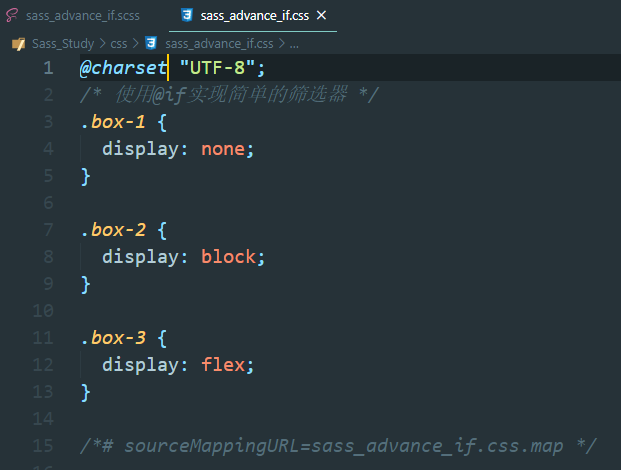 sass_advance_if.scss
sass_advance_if.css
Sass_Study > css > sass_advance_if.css > ...
1 @charset "UTF-8";
2 /* 使用@if实现简单的筛选器 */
3 .box-1 {
4 display: none;
5 }
6
7 .box-2 {
8 display: block;
9 }
10
11 .box-3 {
12 display: flex;
13 }
14
15 /*# sourceMappingURL=sass_advance_if.css.map */